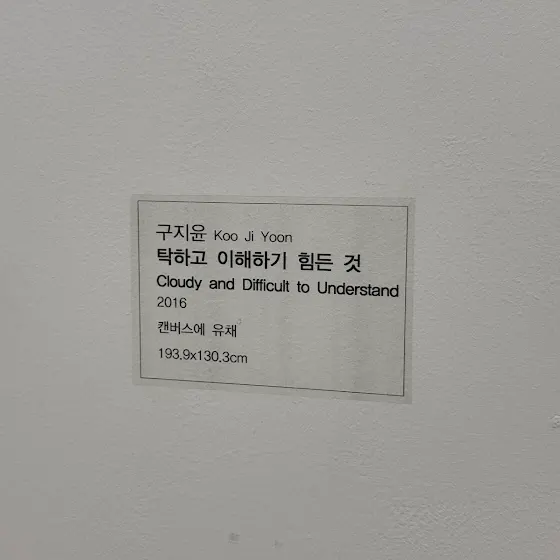 구지윤 Koo Ji Yoon
탁하고 이해하기 힘든 것
Cloudy and Difficult to Understand
2016
캔버스에 유채
193.9x130.3cm